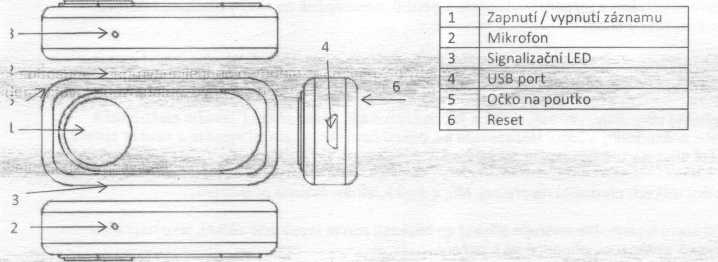 3
2
5
1
3
2
4
6
1 Zapnutí / vypnutí záznamu
2 Mikrofon
3 Signalizační LED
4 USB port
5 Očko na poutko
6 Reset